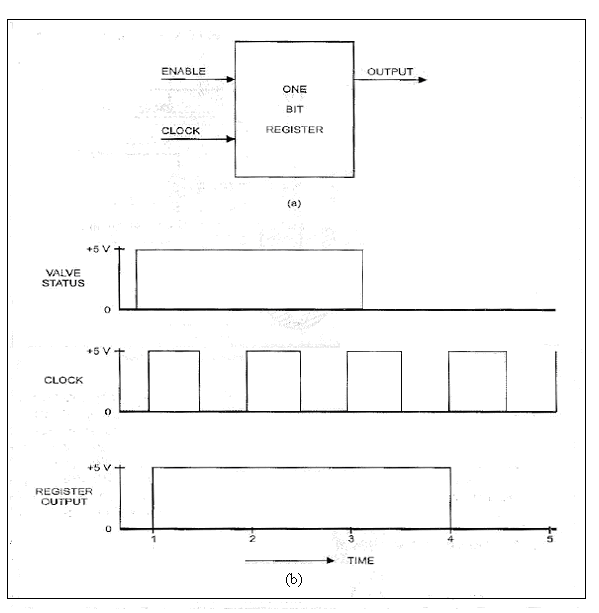 ENABLE
OUTPUT
ONE
BIT
REGISTER
CLOCK
(a)
+5 V
VALVE
STATUS
0
+5 V
CLOCK
0
+5 V
REGISTER
OUTPUT
0
1 2 3 4 5
TIME
(b)